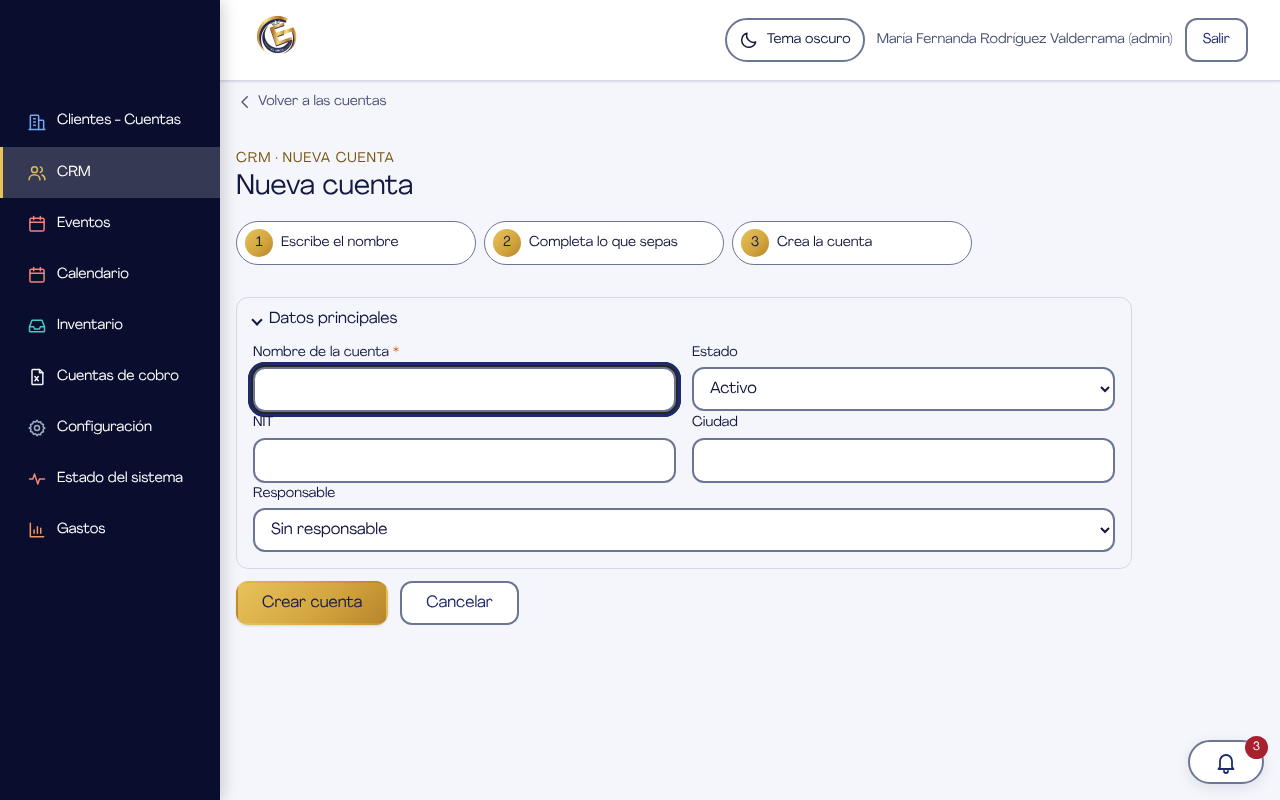 Tema oscuro
María Fernanda Rodríguez Valderrama (admin)
Salir
Clientes - Cuentas
CRM
Eventos
Calendario
Inventario
Cuentas de cobro
Configuración
Estado del sistema
Gastos
Volver a las cuentas
CRM · NUEVA CUENTA
Nueva cuenta
1 Escribe el nombre
2 Completa lo que sepas
3 Crea la cuenta
Datos principales
Nombre de la cuenta *
Estado
Activo
NIT
Ciudad
Responsable
Sin responsable
Crear cuenta
Cancelar
3